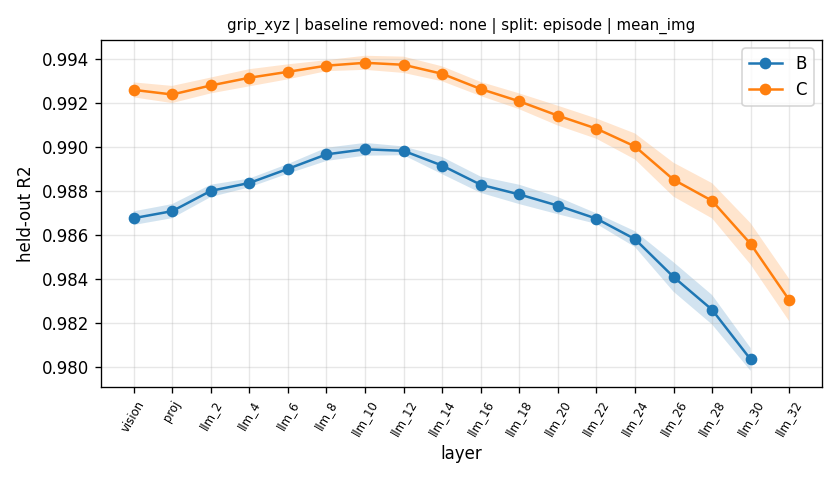 grip_xyz | baseline removed: none | split: episode | mean_img
B
C
held-out R2
0.994
0.992
0.990
0.988
0.986
0.984
0.982
0.980
vision
proj
llm_2
llm_4
llm_6
llm_8
llm_10
llm_12
llm_14
llm_16
llm_18
llm_20
llm_22
llm_24
llm_26
llm_28
llm_30
llm_32
layer